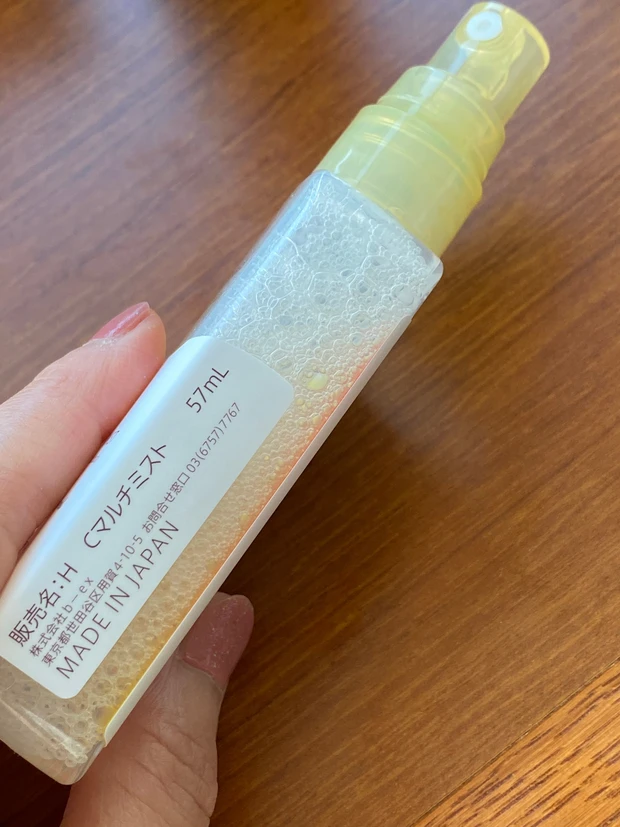 販売名:H Cマルチミスト 57mL
株式会社b-ex
東京都世田谷区用賀4-10-5 お問合せ窓口03(6757)7767
MADE IN JAPAN